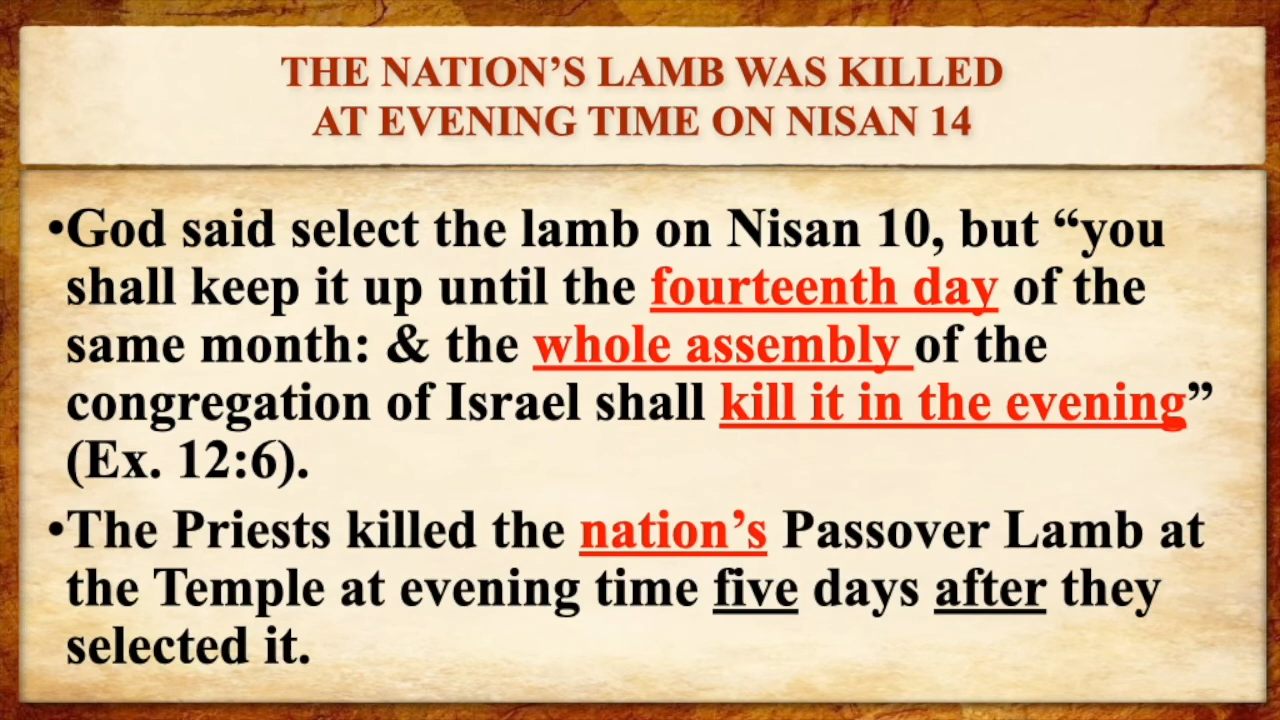 THE NATION’S LAMB WAS KILLED
AT EVENING TIME ON NISAN 14
•God said select the lamb on Nisan 10, but “you
shall keep it up until the fourteenth day of the
same month: & the whole assembly of the
congregation of Israel shall kill it in the evening”
(Ex. 12:6).
•The Priests killed the nation’s Passover Lamb at
the Temple at evening time five days after they
selected it.